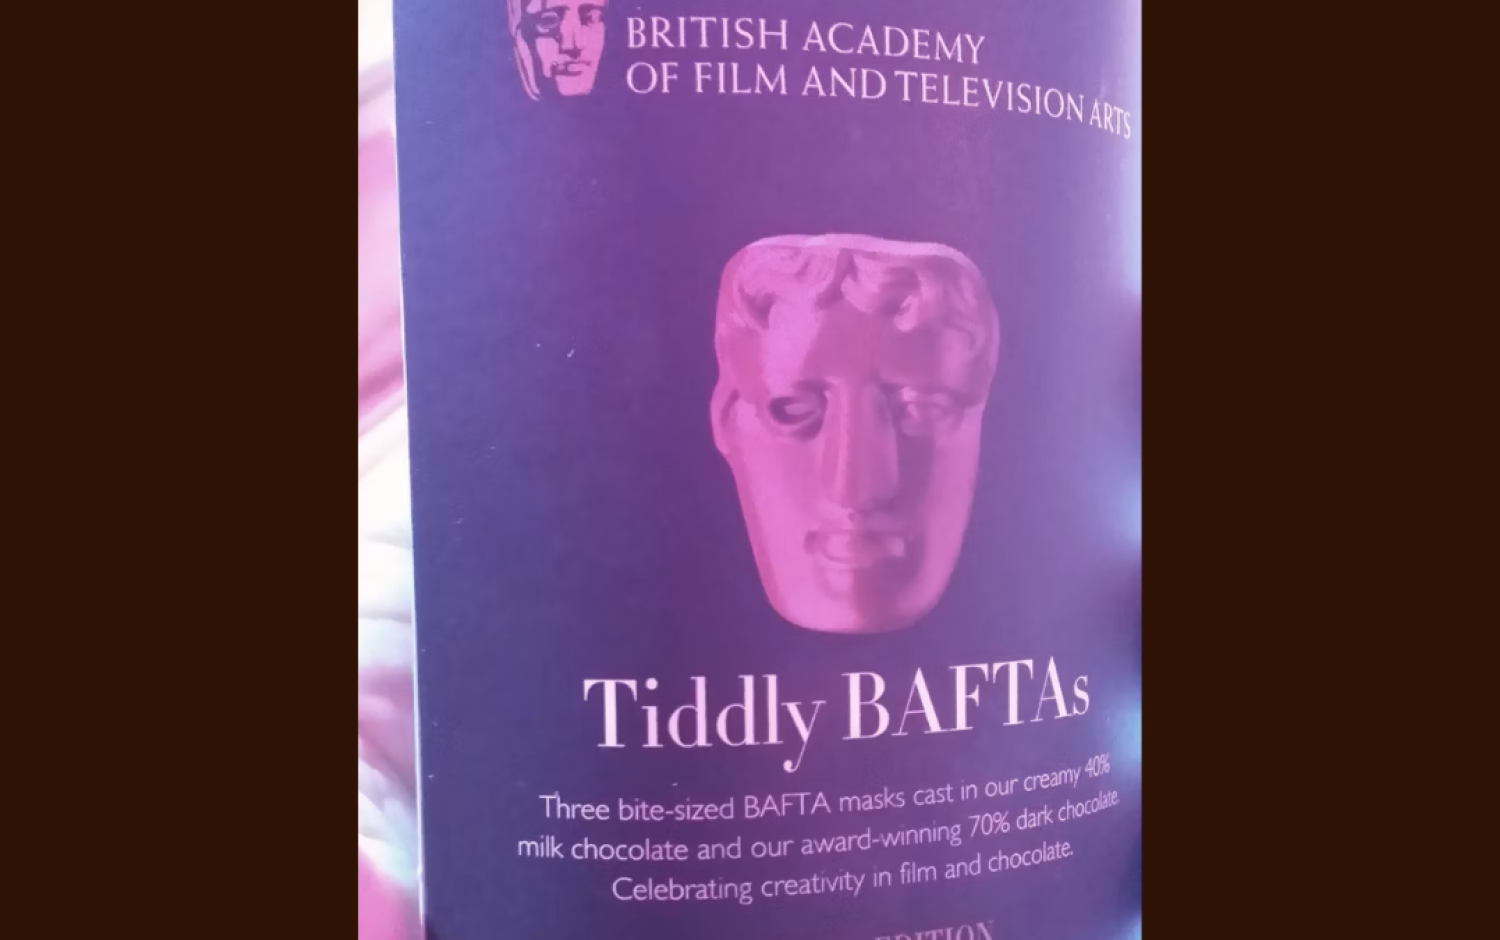 BRITISH ACADEMY
OF FILM AND TELEVISION ARTS
Tiddly BAFTAs
Three bite-sized BAFTA masks cast in our creamy 40%
milk chocolate and our award-winning 70% dark chocolate.
Celebrating creativity in film and chocolate.
EDITION